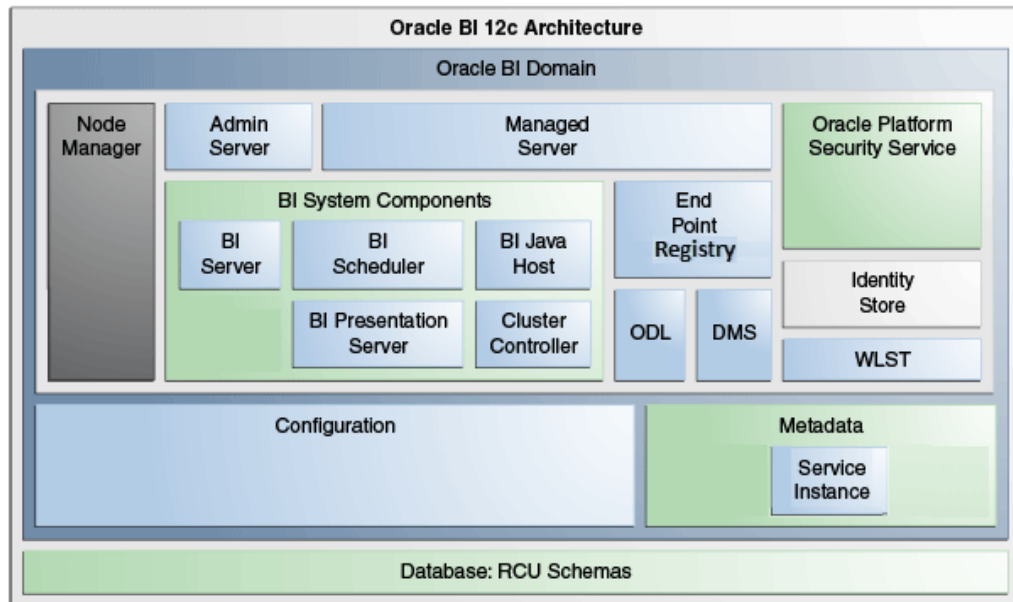 Oracle BI 12c Architecture
Oracle BI Domain
Node
Manager
Admin
Server
Managed
Server
Oracle Platform
Security Service
BI System Components
BI
Server
BI
Scheduler
BI Java
Host
BI Presentation
Server
Cluster
Controller
End
Point
Registry
ODL
DMS
Identity
Store
WLST
Configuration
Metadata
Service
Instance
Database: RCU Schemas